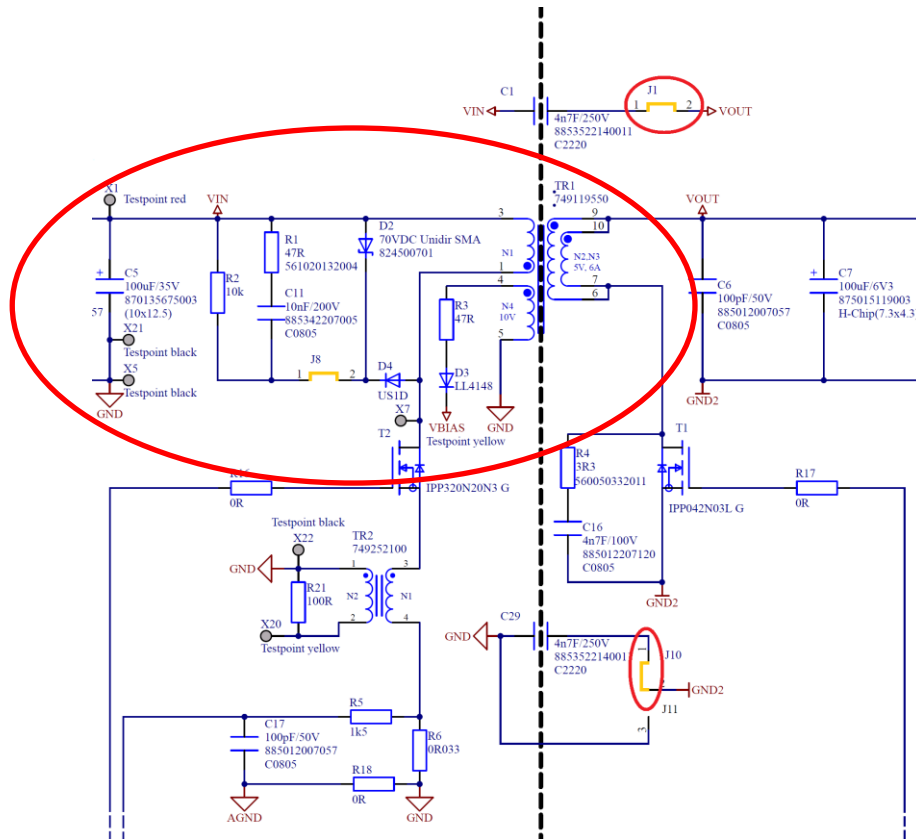 C1
J1
VIN
1
2
VOUT
4n7F/250V
8853522140011
C2220
X1
Testpoint red
VIN
TR1
749119550
VOUT
3
9
10
D2
70VDC Unidir SMA
824500701
R1
47R
561020132004
N1
N2,N3
5V, 6A
+
C5
100uF/35V
870135675003
(10x12.5)
57
R2
10k
1
4
7
6
C6
100pF/50V
885012007057
C0805
+
C7
100uF/6V3
875015119003
H-Chip(7.3x4.3)
C11
10nF/200V
885342207005
C0805
R3
47R
N4
10V
X21
Testpoint black
5
J8
1
2
D4
US1D
D3
LL4148
X5
Testpoint black
GND
X7
VBIAS
Testpoint yellow
GND
GND2
T2
T1
R4
3R3
560050332011
R16
0R
IPP320N20N3 G
IPP042N03L G
R17
0R
Testpoint black
X22
TR2
749252100
C16
4n7F/100V
885012207120
C0805
GND
1
3
R21
100R
N2
N1
GND2
X20
2
4
Testpoint yellow
C29
GND
4n7F/250V
885352214001
C2220
1
J10
2
GND2
J11
3
R5
1k5
C17
100pF/50V
885012007057
C0805
R6
0R033
R18
0R
AGND
GND